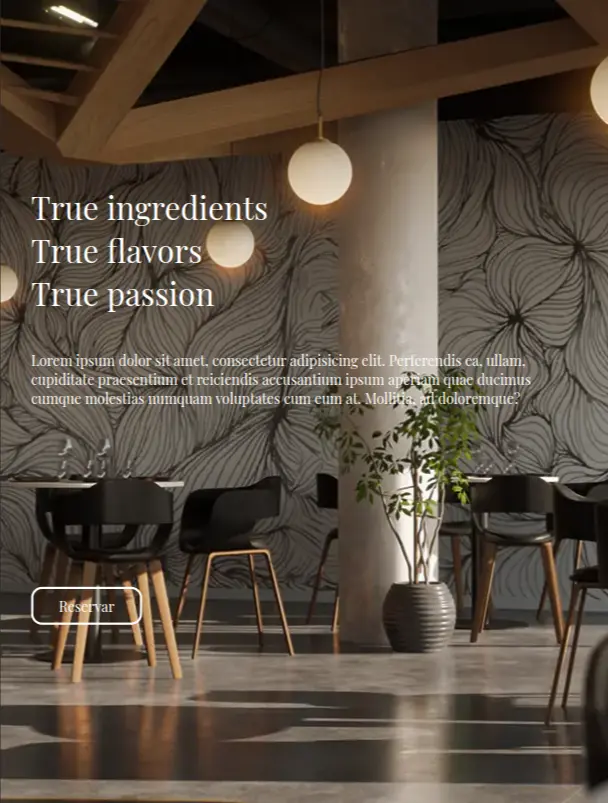 True ingredients
True flavors
True passion
Lorem ipsum dolor sit amet, consectetur adipisicing elit. Perferendis ea, ullam,
cupiditate praesentium et reiciendis accusantium ipsum aperiam quae ducimus
cumque molestias numquam voluptates cum eum at. Mollitia, ad doloremque?
Reservar